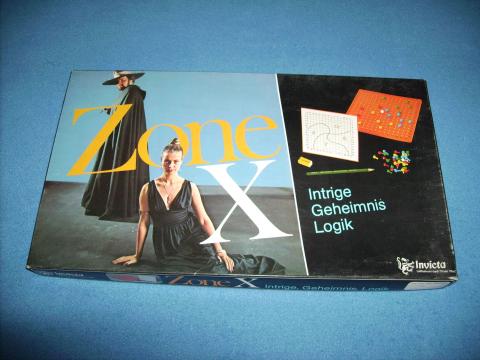 Zone
X
Intrige
Geheimnis
Logik
Invicta
Zone X Intrige, Geheimnis, Logik